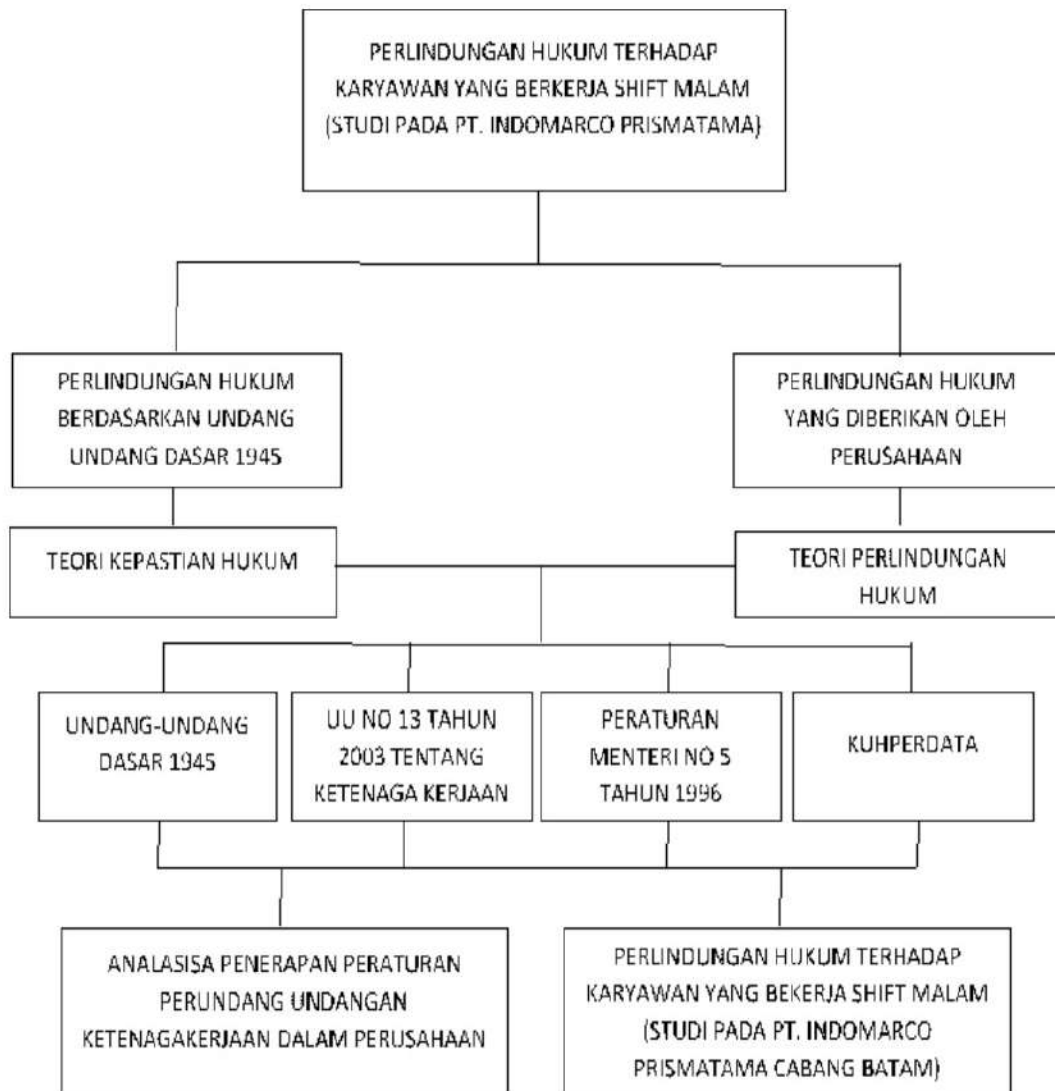 PERLINDUNGAN HUKUM TERHADAP
KARYAWAN YANG BERKERJA SHIFT MALAM
(STUDI PADA PT. INDOMARCO PRISMATAMA)
PERLINDUNGAN HUKUM
BERDASARKAN UNDANG
UNDANG DASAR 1945
PERLINDUNGAN HUKUM
YANG DIBERIKAN OLEH
PERUSAHAAN
TEORI KEPASTIAN HUKUM
TEORI PERLINDUNGAN
HUKUM
UNDANG-UNDANG
DASAR 1945
UU NO 13 TAHUN
2003 TENTANG
KETENAGA KERJAAN
PERATURAN
MENTERI NO 5
TAHUN 1996
KUHPERDATA
ANALASISA PENERAPAN PERATURAN
PERUNDANG UNDANGAN
KETENAGAKERJAAN DALAM PERUSAHAAN
PERLINDUNGAN HUKUM TERHADAP
KARYAWAN YANG BEKERJA SHIFT MALAM
(STUDI PADA PT. INDOMARCO
PRISMATAMA CABANG BATAM)